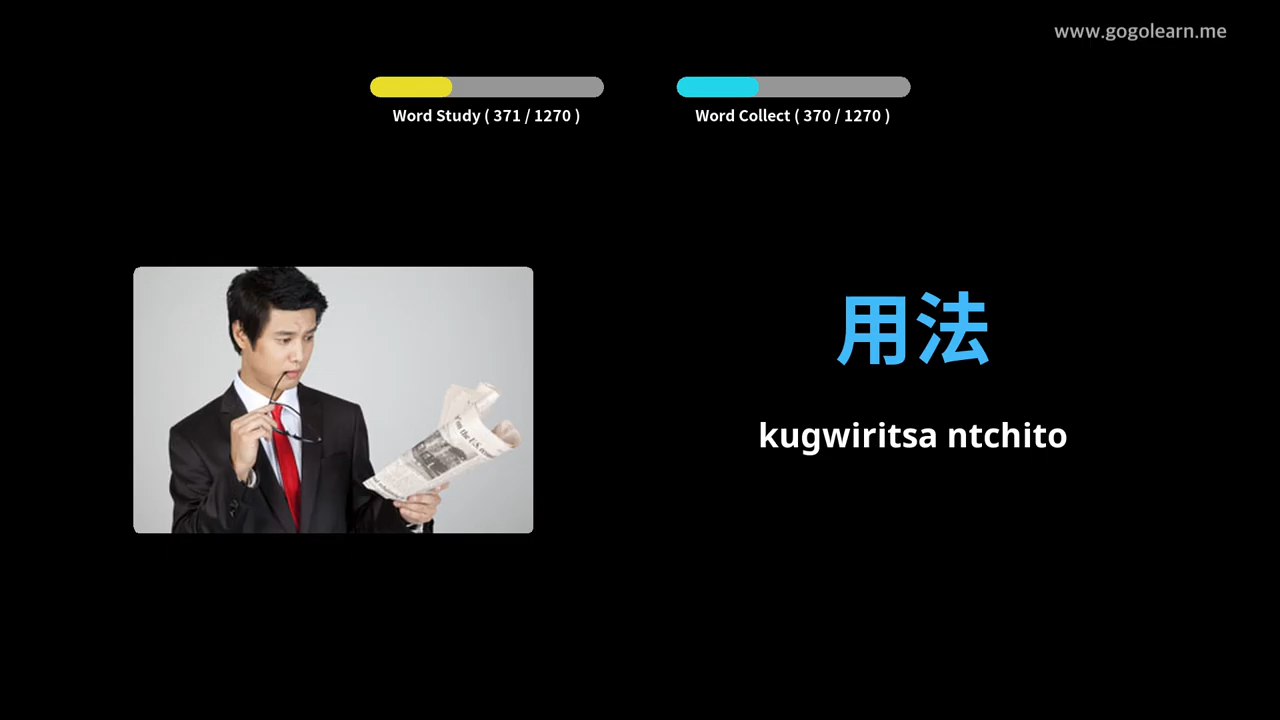 www.gogolearn.me
Word Study ( 371 / 1270 )
Word Collect ( 370 / 1270 )
用法
kugwiritsa ntchito